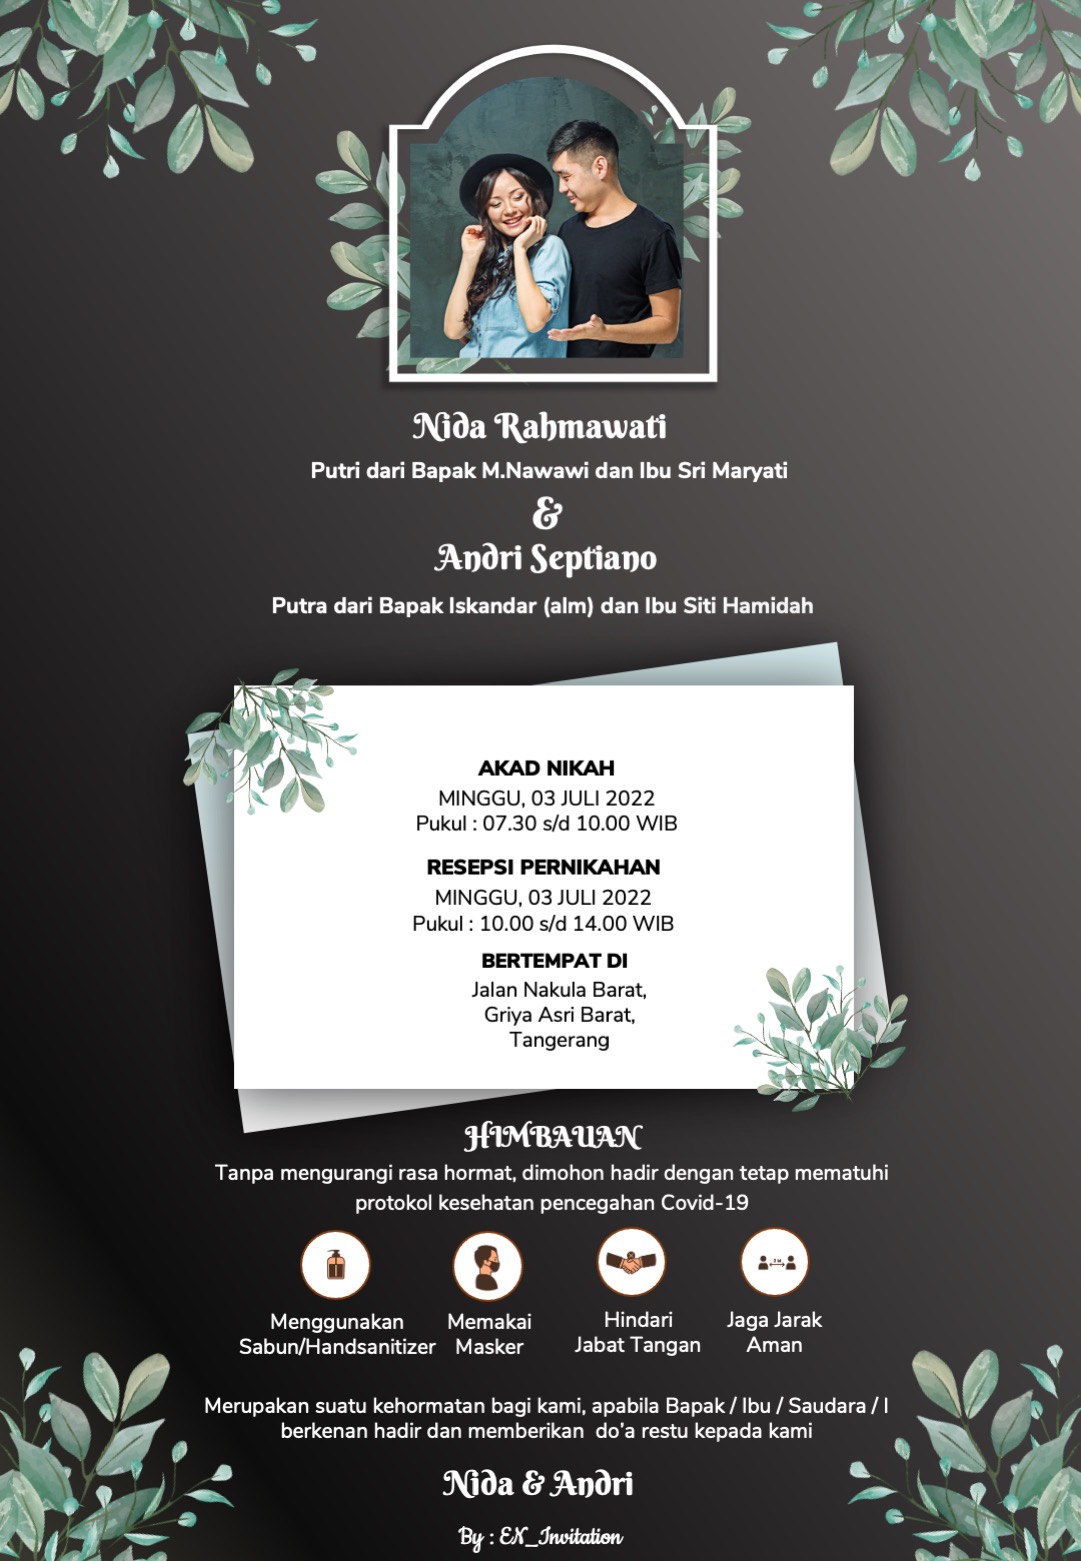 Nida Rahmawati
Putri dari Bapak M.Nawawi dan Ibu Sri Maryati
&
Andri Septiano
Putra dari Bapak Iskandar (alm) dan Ibu Siti Hamidah
AKAD NIKAH
MINGGU, 03 JULI 2022
Pukul : 07.30 s/d 10.00 WIB
RESEPSI PERNIKAHAN
MINGGU, 03 JULI 2022
Pukul : 10.00 s/d 14.00 WIB
BERTEMPAT DI
Jalan Nakula Barat,
Griya Asri Barat,
Tangerang
HIMBAUAN
Tanpa mengurangi rasa hormat, dimohon hadir dengan tetap mematuhi
protokol kesehatan pencegahan Covid-19
Menggunakan
Sabun/Handsanitizer
Memakai
Masker
Hindari
Jabat Tangan
Jaga Jarak
Aman
Merupakan suatu kehormatan bagi kami, apabila Bapak / Ibu / Saudara / I
berkenan hadir dan memberikan do’a restu kepada kami
Nida & Andri
By : EN_Invitation